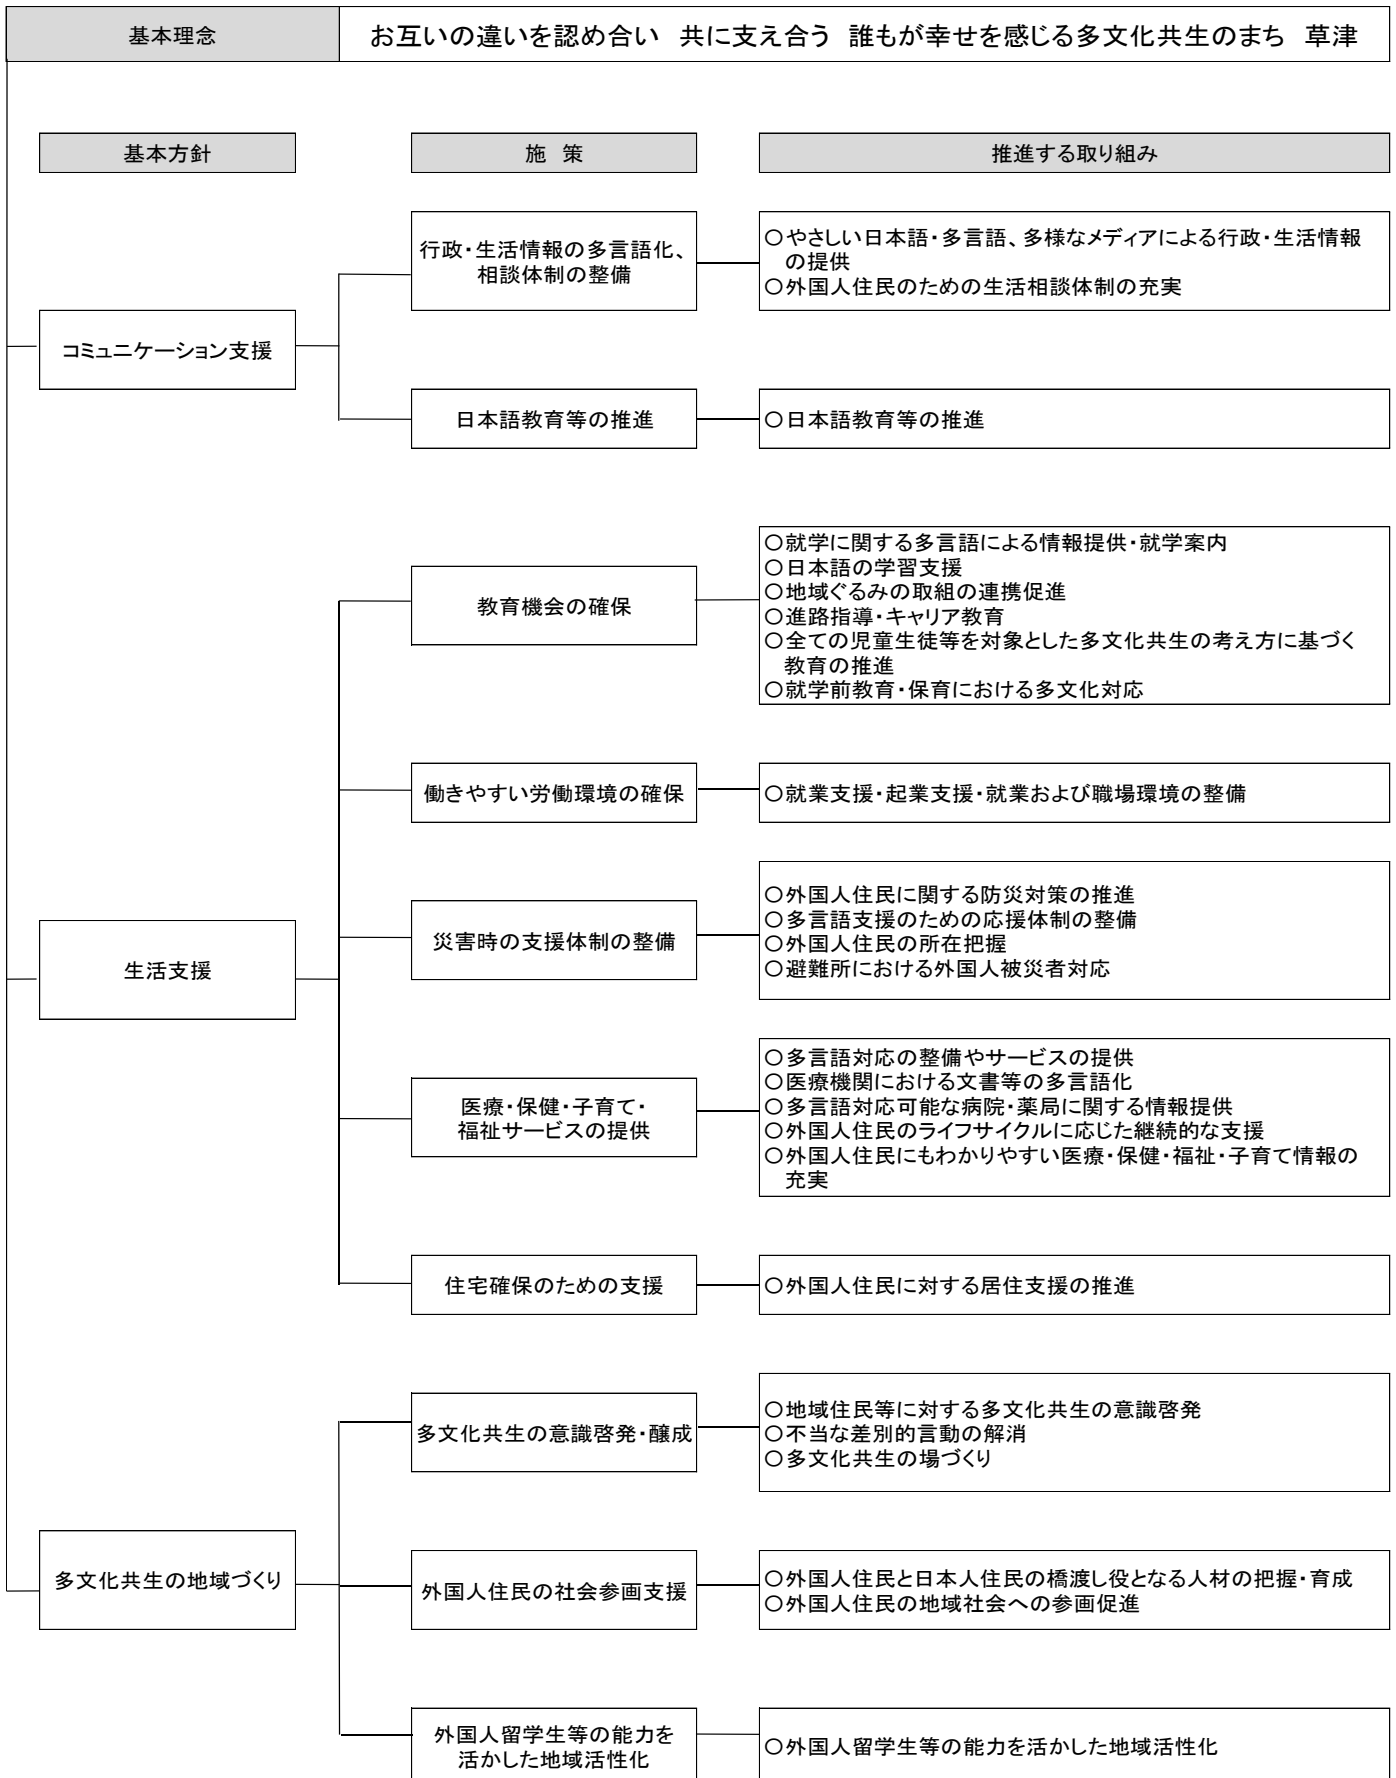 基本理念
お互いの違いを認め合い 共に支え合う 誰もが幸せを感じる多文化共生のまち 草津
基本方針
施 策
推進する取り組み
コミュニケーション支援
行政・生活情報の多言語化、
相談体制の整備
○やさしい日本語・多言語、多様なメディアによる行政・生活情報
の提供
○外国人住民のための生活相談体制の充実
日本語教育等の推進
○日本語教育等の推進
生活支援
教育機会の確保
○就学に関する多言語による情報提供・就学案内
○日本語の学習支援
○地域ぐるみの取組の連携促進
○進路指導・キャリア教育
○全ての児童生徒等を対象とした多文化共生の考え方に基づく
教育の推進
○就学前教育・保育における多文化対応
働きやすい労働環境の確保
○就業支援・起業支援・就業および職場環境の整備
災害時の支援体制の整備
○外国人住民に関する防災対策の推進
○多言語支援のための応援体制の整備
○外国人住民の所在把握
○避難所における外国人被災者対応
医療・保健・子育て・
福祉サービスの提供
○多言語対応の整備やサービスの提供
○医療機関における文書等の多言語化
○多言語対応可能な病院・薬局に関する情報提供
○外国人住民のライフサイクルに応じた継続的な支援
○外国人住民にもわかりやすい医療・保健・福祉・子育て情報の
充実
住宅確保のための支援
○外国人住民に対する居住支援の推進
多文化共生の地域づくり
多文化共生の意識啓発・醸成
○地域住民等に対する多文化共生の意識啓発
○不当な差別的言動の解消
○多文化共生の場づくり
外国人住民の社会参画支援
○外国人住民と日本人住民の橋渡し役となる人材の把握・育成
○外国人住民の地域社会への参画促進
外国人留学生等の能力を
活かした地域活性化
○外国人留学生等の能力を活かした地域活性化